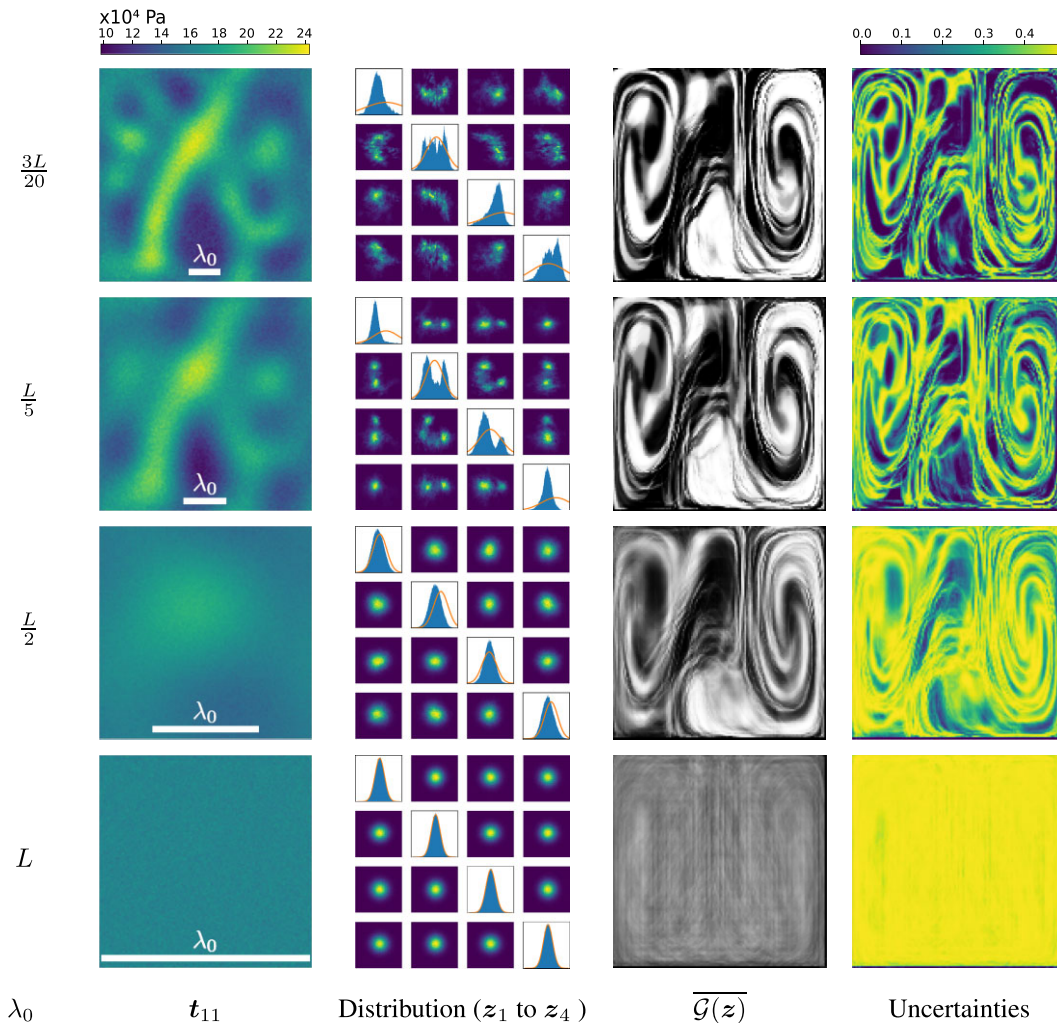 x10⁴ Pa
10 12 14 16 18 20 22 24
0.0 0.1 0.2 0.3 0.4
3L/20
λ₀
L/5
λ₀
L/2
λ₀
L
λ₀
λ₀ t₁₁ Distribution (z₁ to z₄ ) G(z)̅ Uncertainties